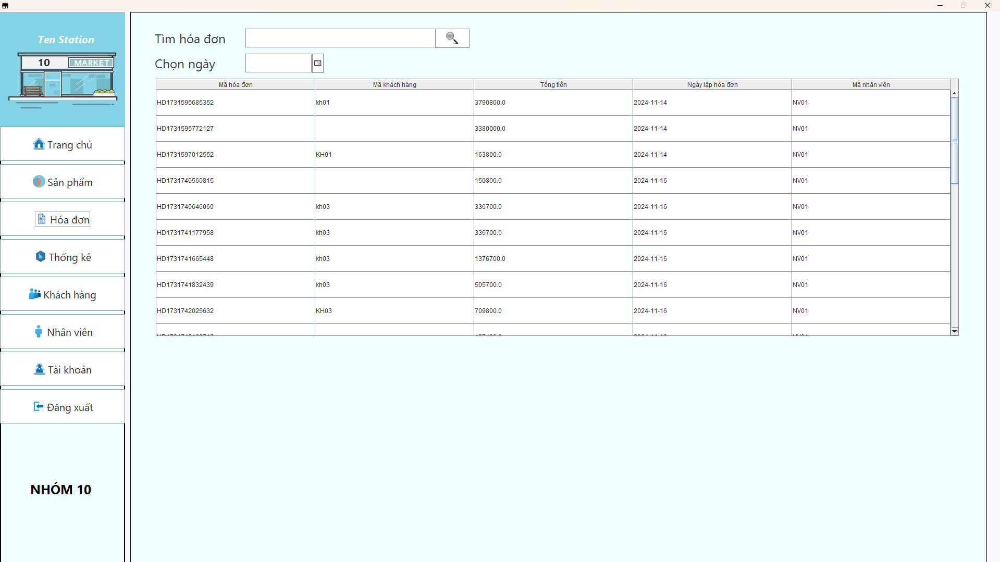 Ten Station
10 MARKET
Trang chủ
Sản phẩm
Hóa đơn
Thống kê
Khách hàng
Nhân viên
Tài khoản
Đăng xuất
NHÓM 10
Tìm hóa đơn
Chọn ngày
Mã hóa đơn Mã khách hàng Tổng tiền Ngày lập hóa đơn Mã nhân viên
HD1731595685352 kh01 3790800.0 2024-11-14 NV01
HD1731595772127 3380000.0 2024-11-14 NV01
HD1731597012552 KH01 163800.0 2024-11-14 NV01
HD1731740560815 150800.0 2024-11-16 NV01
HD1731740646060 kh03 336700.0 2024-11-16 NV01
HD1731741177958 kh03 336700.0 2024-11-16 NV01
HD1731741665448 kh03 1376700.0 2024-11-16 NV01
HD1731741832439 kh03 505700.0 2024-11-16 NV01
HD1731742025632 KH03 709800.0 2024-11-16 NV01